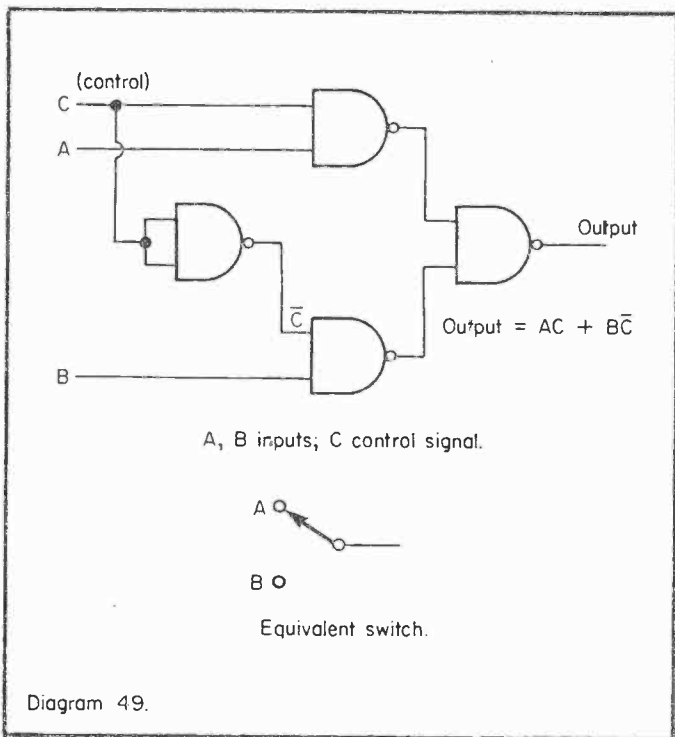 (control)
C
A
Output
C̅
Output = AC + BC̅
B
A, B inputs; C control signal.
A
B
Equivalent switch.
Diagram 49.